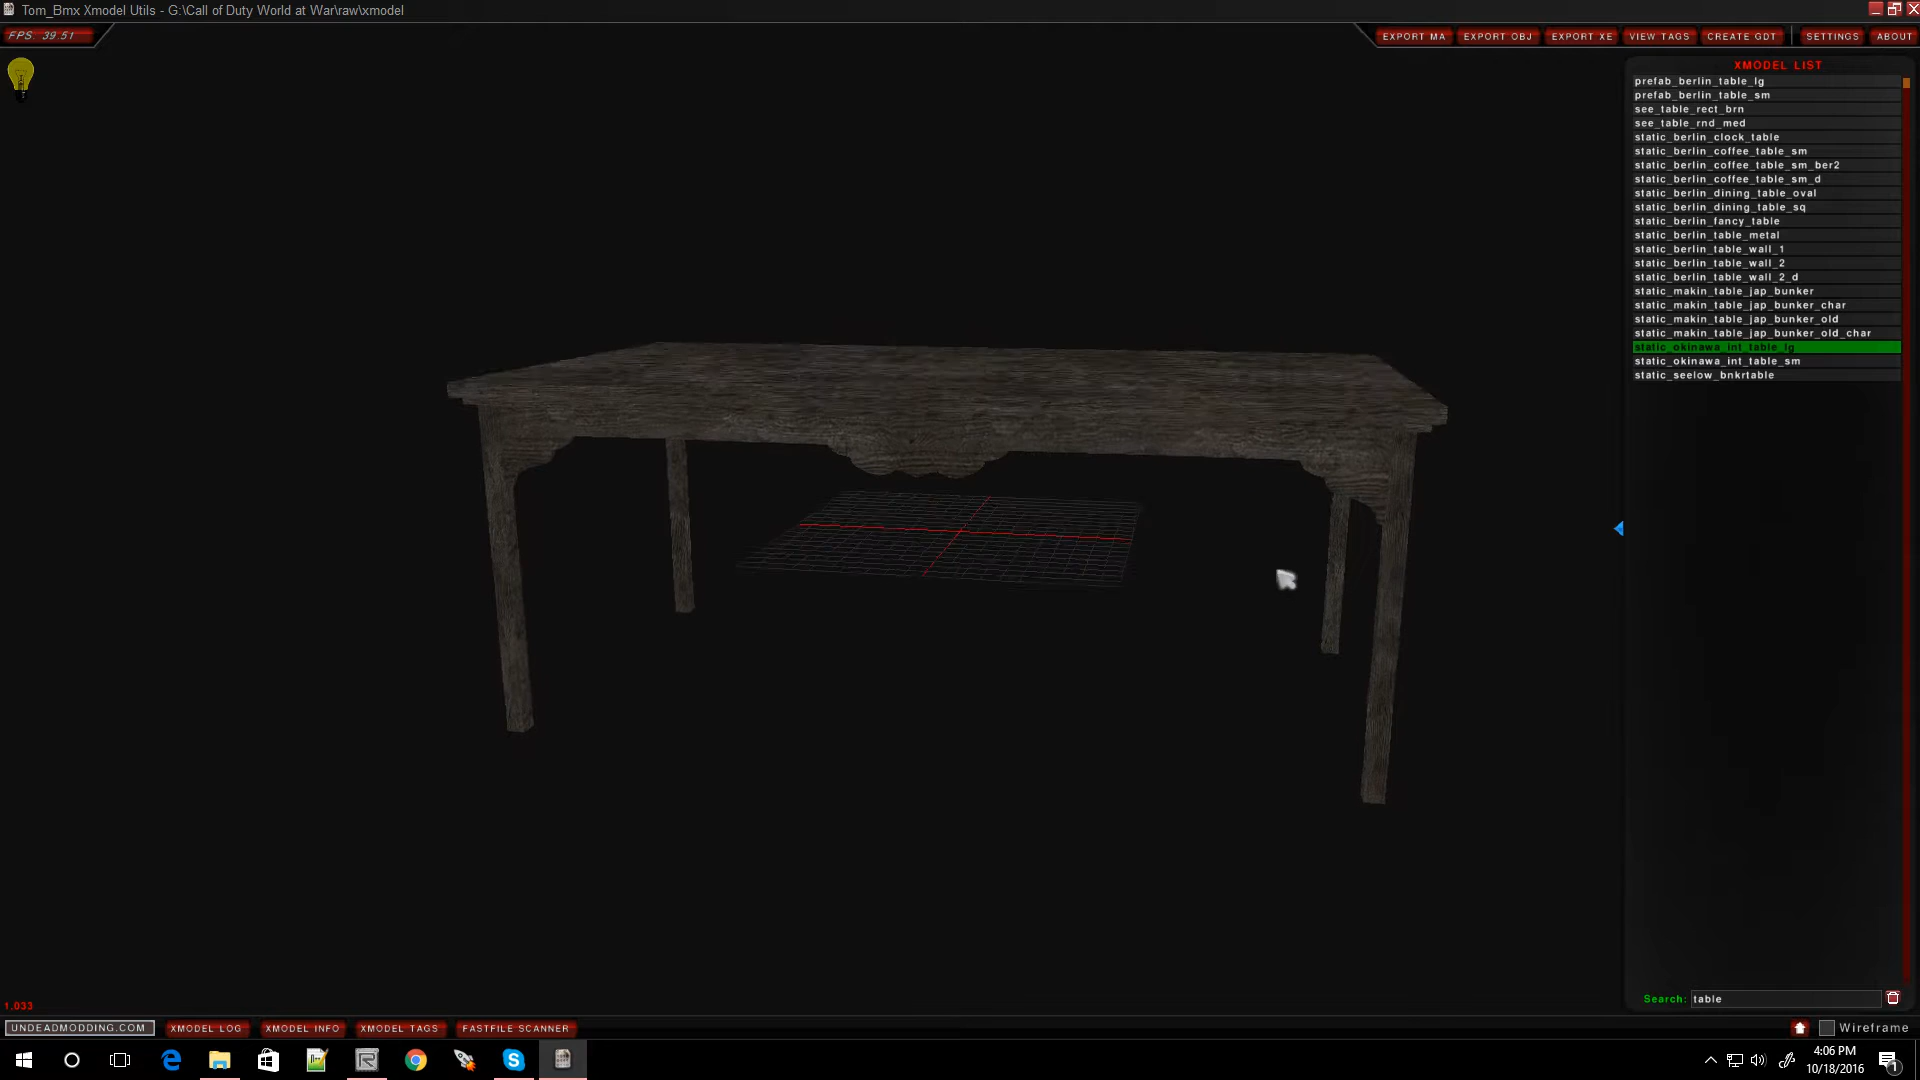 Tom_Bmx Xmodel Utils - G:\Call of Duty World at War\raw\xmodel
FPS. 39.51
EXPORT MA EXPORT OBJ EXPORT XE VIEW TAGS CREATE GDT SETTINGS ABOUT
XMODEL LIST
prefab_berlin_table_lg
prefab_berlin_table_sm
see_table_rect_brn
see_table_rnd_med
static_berlin_clock_table
static_berlin_coffee_table_sm
static_berlin_coffee_table_sm_ber2
static_berlin_coffee_table_sm_d
static_berlin_dining_table_oval
static_berlin_dining_table_sq
static_berlin_fancy_table
static_berlin_table_metal
static_berlin_table_wall_1
static_berlin_table_wall_2
static_berlin_table_wall_2_d
static_makin_table_jap_bunker
static_makin_table_jap_bunker_char
static_makin_table_jap_bunker_old
static_makin_table_jap_bunker_old_char
static_okinawa_int_table_lg
static_okinawa_int_table_sm
static_seelow_bnkrtable
Search: table
1.033
UNDEADMODDING.COM XMODEL LOG XMODEL INFO XMODEL TAGS FASTFILE SCANNER Wireframe
4:06 PM
10/18/2016
1